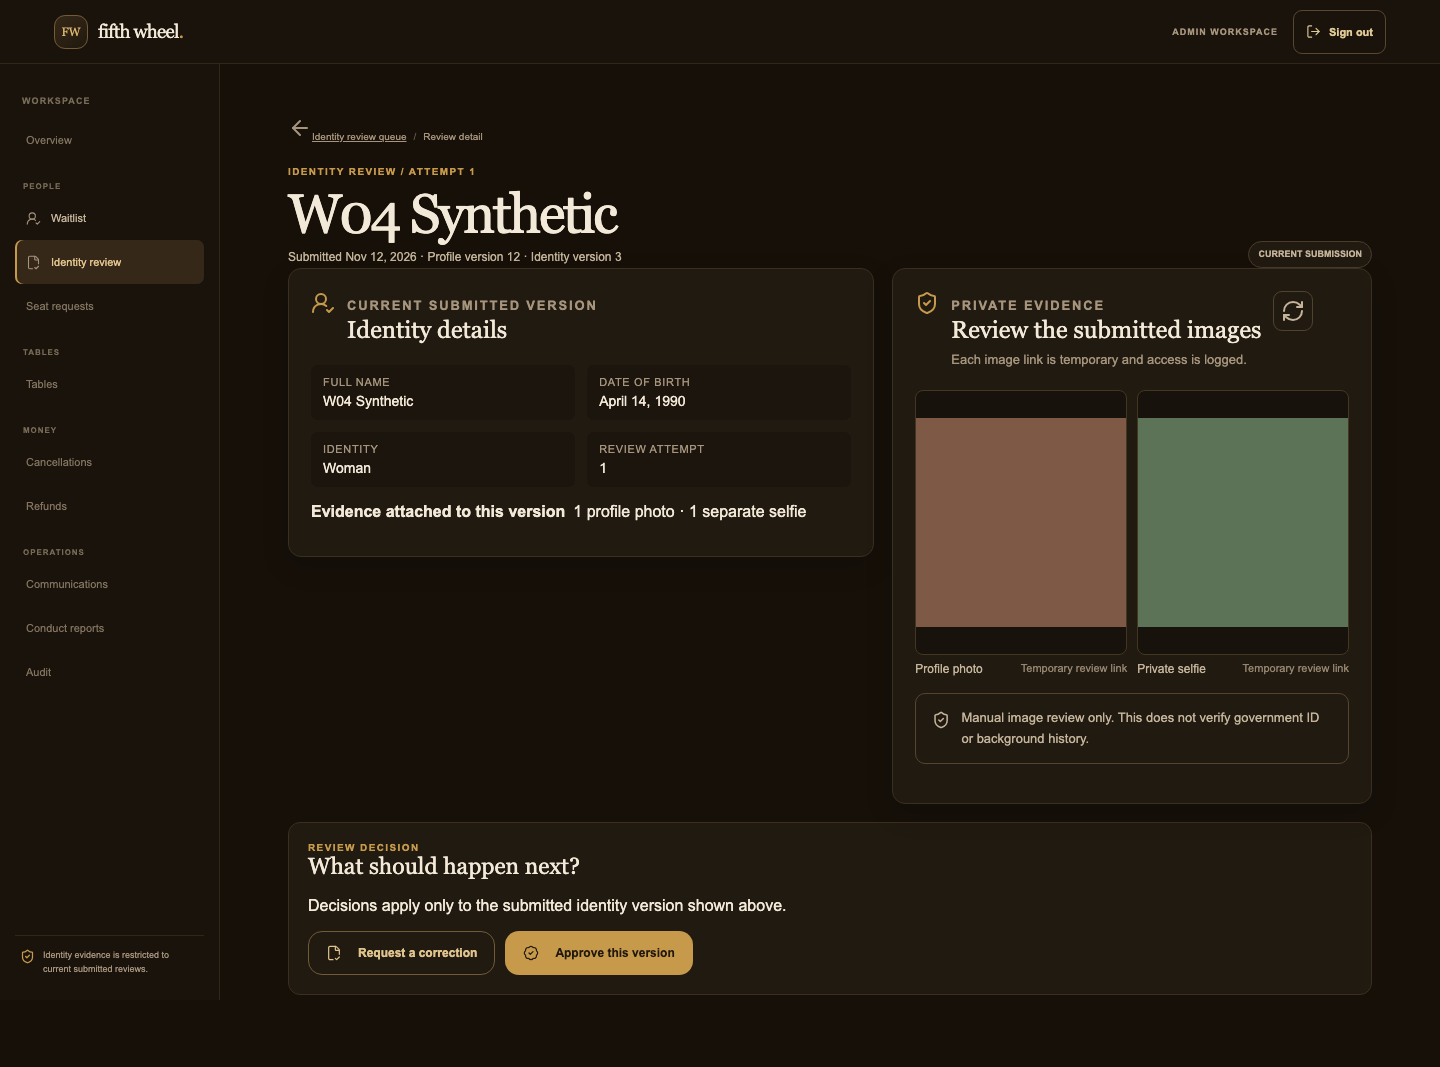 FW
fifth wheel.
ADMIN WORKSPACE
Sign out
WORKSPACE
Overview
PEOPLE
Waitlist
Identity review
Seat requests
TABLES
Tables
MONEY
Cancellations
Refunds
OPERATIONS
Communications
Conduct reports
Audit
Identity evidence is restricted to
current submitted reviews.
Identity review queue / Review detail
IDENTITY REVIEW / ATTEMPT 1
W04 Synthetic
Submitted Nov 12, 2026 · Profile version 12 · Identity version 3
CURRENT SUBMISSION
CURRENT SUBMITTED VERSION
Identity details
FULL NAME
W04 Synthetic
DATE OF BIRTH
April 14, 1990
IDENTITY
Woman
REVIEW ATTEMPT
1
Evidence attached to this version 1 profile photo · 1 separate selfie
PRIVATE EVIDENCE
Review the submitted images
Each image link is temporary and access is logged.
Profile photo
Temporary review link
Private selfie
Temporary review link
Manual image review only. This does not verify government ID
or background history.
REVIEW DECISION
What should happen next?
Decisions apply only to the submitted identity version shown above.
Request a correction
Approve this version